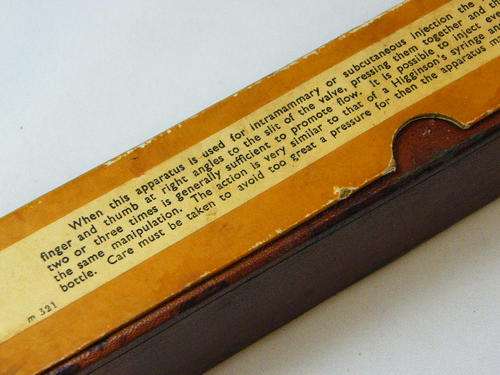 When this apparatus is used for intramammary or subcutaneous injection the
finger and thumb at right angles to the slit of the valve, pressing them together and
two or three times is generally sufficient to promote flow. It is possible to inject
the same manipulation. The action is very similar to that of a Higginson's syringe and
bottle. Care must be taken to avoid too great a pressure for then the apparatus
m 321